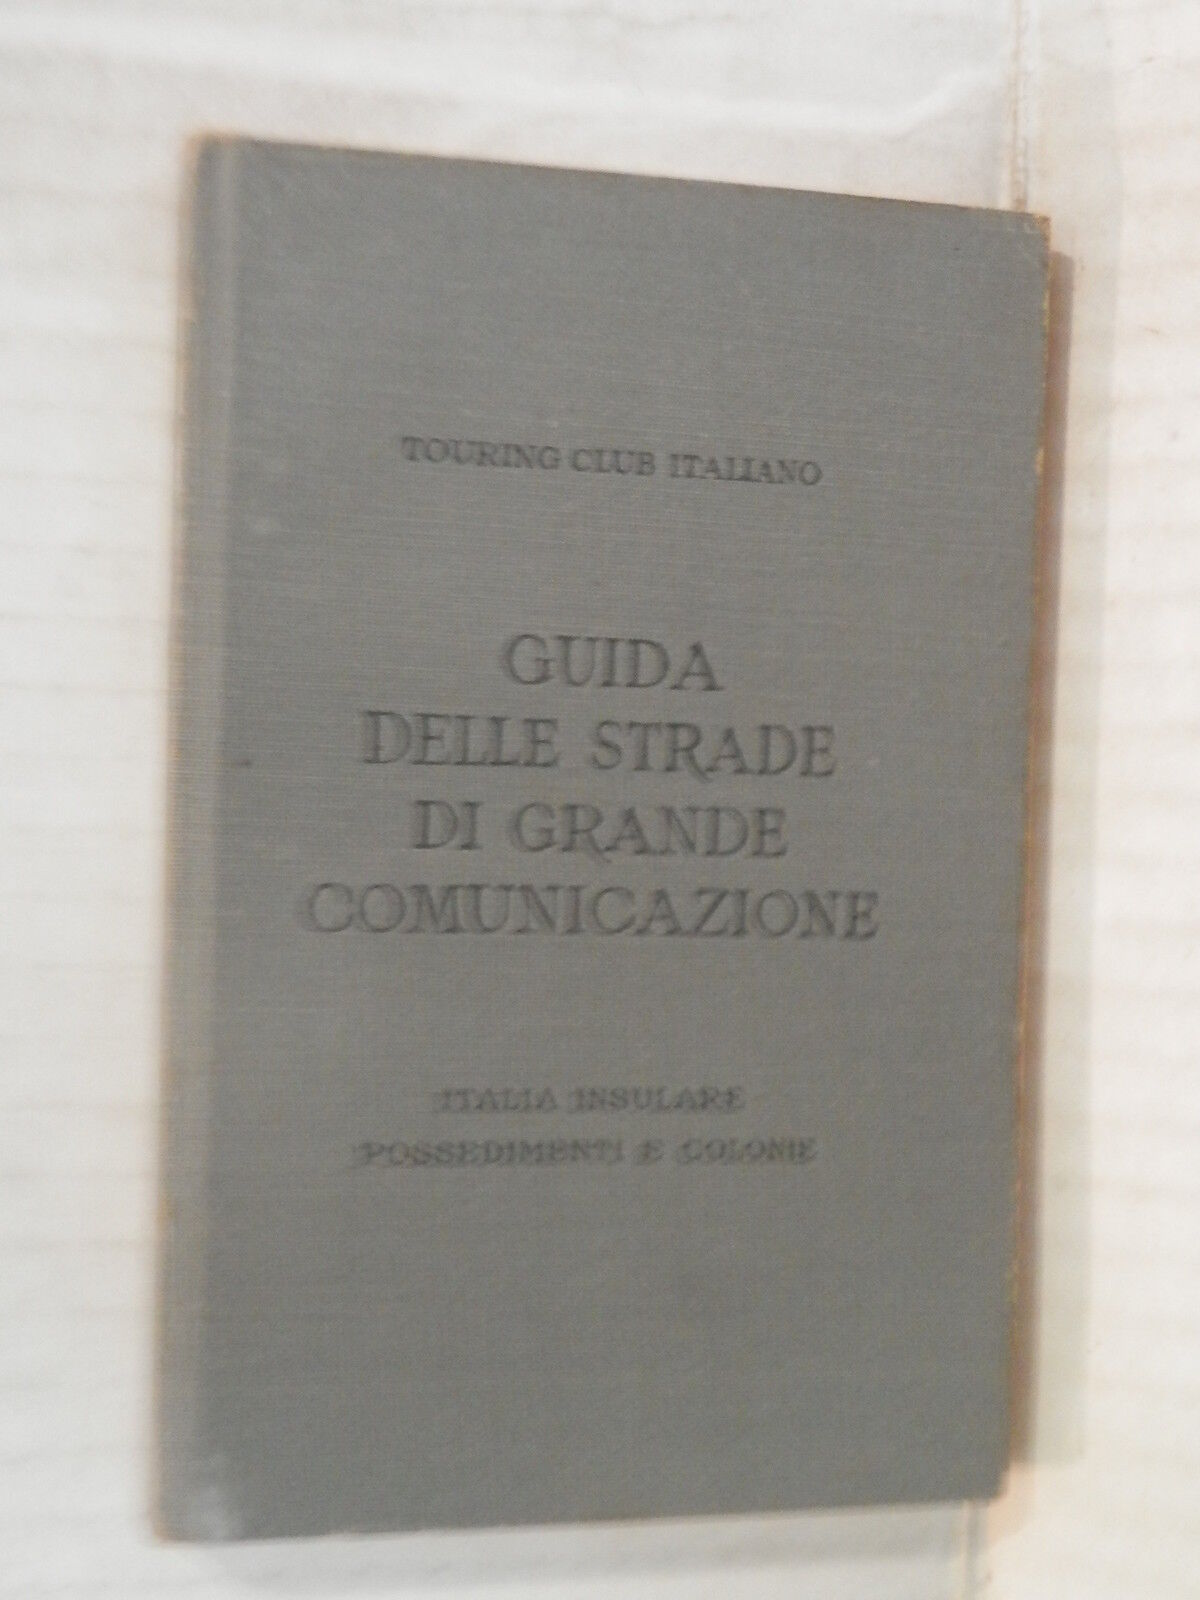 TOURING CLUB ITALIANO
GUIDA
DELLE STRADE
DI GRANDE
COMUNICAZIONE
ITALIA INSULARE
POSSEDIMENTI E COLONIE